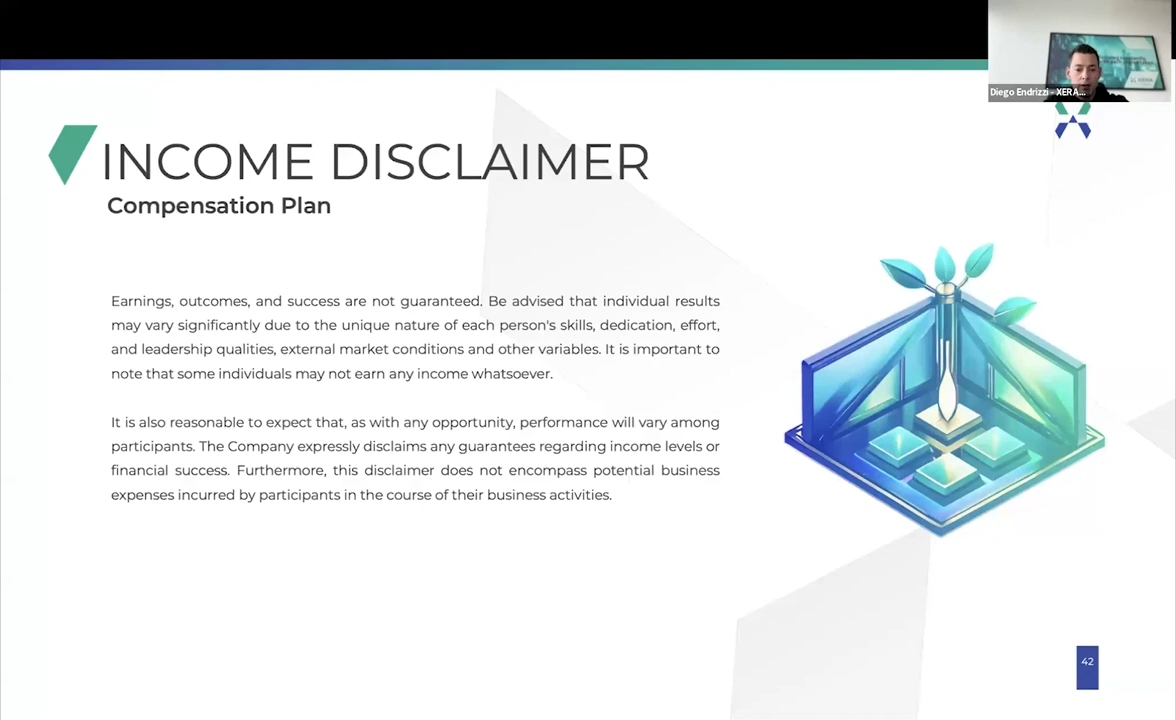 Diego Endrizzi - XERA...
INCOME DISCLAIMER
Compensation Plan
Earnings, outcomes, and success are not guaranteed. Be advised that individual results
may vary significantly due to the unique nature of each person's skills, dedication, effort,
and leadership qualities, external market conditions and other variables. It is important to
note that some individuals may not earn any income whatsoever.
It is also reasonable to expect that, as with any opportunity, performance will vary among
participants. The Company expressly disclaims any guarantees regarding income levels or
financial success. Furthermore, this disclaimer does not encompass potential business
expenses incurred by participants in the course of their business activities.
42